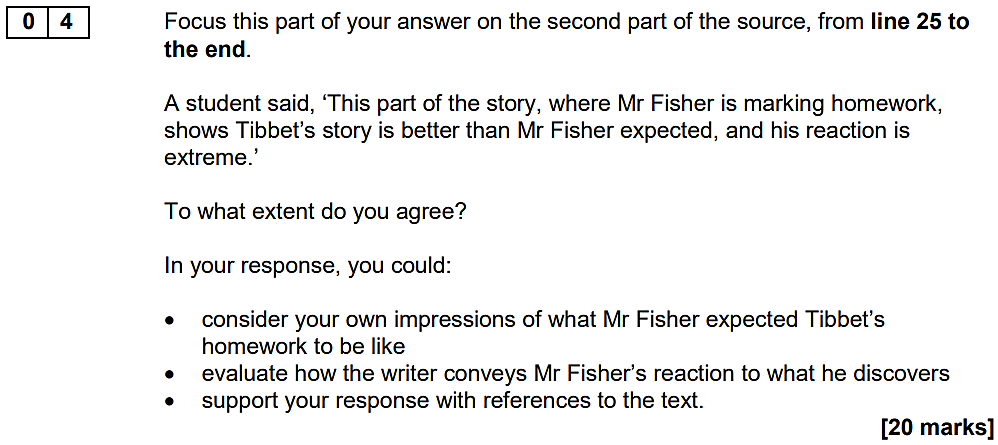 0 4 Focus this part of your answer on the second part of the source, from line 25 to
the end.
A student said, ‘This part of the story, where Mr Fisher is marking homework,
shows Tibbet’s story is better than Mr Fisher expected, and his reaction is
extreme.’
To what extent do you agree?
In your response, you could:
• consider your own impressions of what Mr Fisher expected Tibbet’s
homework to be like
• evaluate how the writer conveys Mr Fisher’s reaction to what he discovers
• support your response with references to the text.
[20 marks]